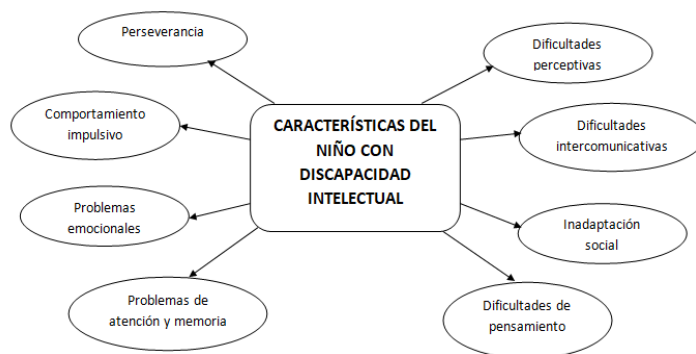 Perseverancia
Comportamiento
impulsivo
Problemas
emocionales
Problemas de
atención y memoria
CARACTERÍSTICAS DEL
NIÑO CON
DISCAPACIDAD
INTELECTUAL
Dificultades
perceptivas
Dificultades
intercomunicativas
Inadaptación
social
Dificultades de
pensamiento